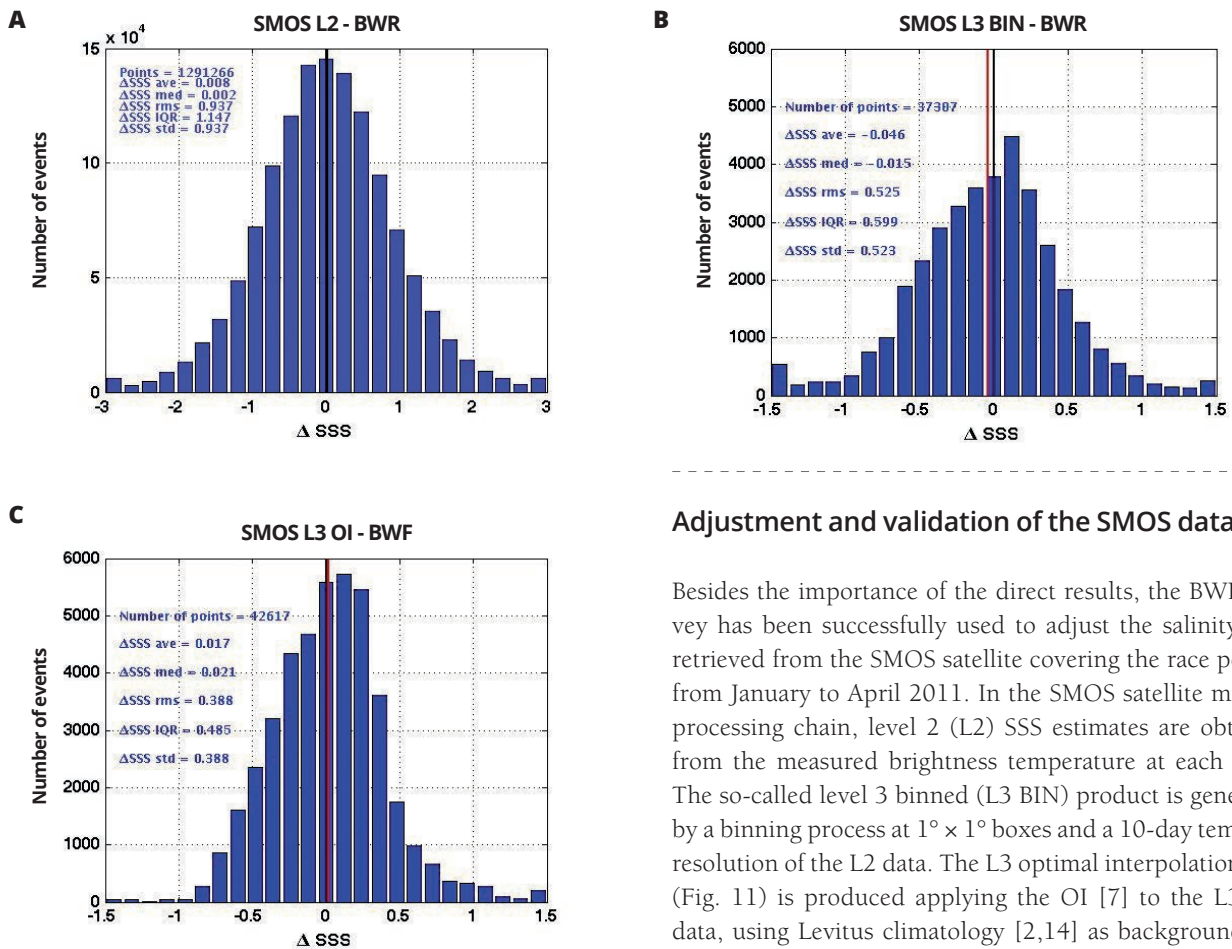 A
SMOS L2 - BWR
x 10⁴
15
10
5
0
Number of events
Points = 1291266
ΔSSS ave = 0.008
ΔSSS med = 0.002
ΔSSS rms = 0.937
ΔSSS IQR = 1.147
ΔSSS std = 0.937
-3 -2 -1 0 1 2 3
Δ SSS
B
SMOS L3 BIN - BWR
6000
5000
4000
3000
2000
1000
0
Number of events
Number of points = 37387
ΔSSS ave = -0.046
ΔSSS med = -0.015
ΔSSS rms = 0.525
ΔSSS IQR = 0.599
ΔSSS std = 0.523
-1.5 -1 -0.5 0 0.5 1 1.5
Δ SSS
C
SMOS L3 OI - BWF
6000
5000
4000
3000
2000
1000
0
Number of events
Number of points = 42617
ΔSSS ave = 0.017
ΔSSS med = 0.021
ΔSSS rms = 0.388
ΔSSS IQR = 0.485
ΔSSS std = 0.388
-1.5 -1 -0.5 0 0.5 1 1.5
Δ SSS
Adjustment and validation of the SMOS data
Besides the importance of the direct results, the BWI
vey has been successfully used to adjust the salinity
retrieved from the SMOS satellite covering the race p
from January to April 2011. In the SMOS satellite m
processing chain, level 2 (L2) SSS estimates are obt
from the measured brightness temperature at each
The so-called level 3 binned (L3 BIN) product is gene
by a binning process at 1° × 1° boxes and a 10-day tem
resolution of the L2 data. The L3 optimal interpolation
(Fig. 11) is produced applying the OI [7] to the L3
data, using Levitus climatology [2,14] as background